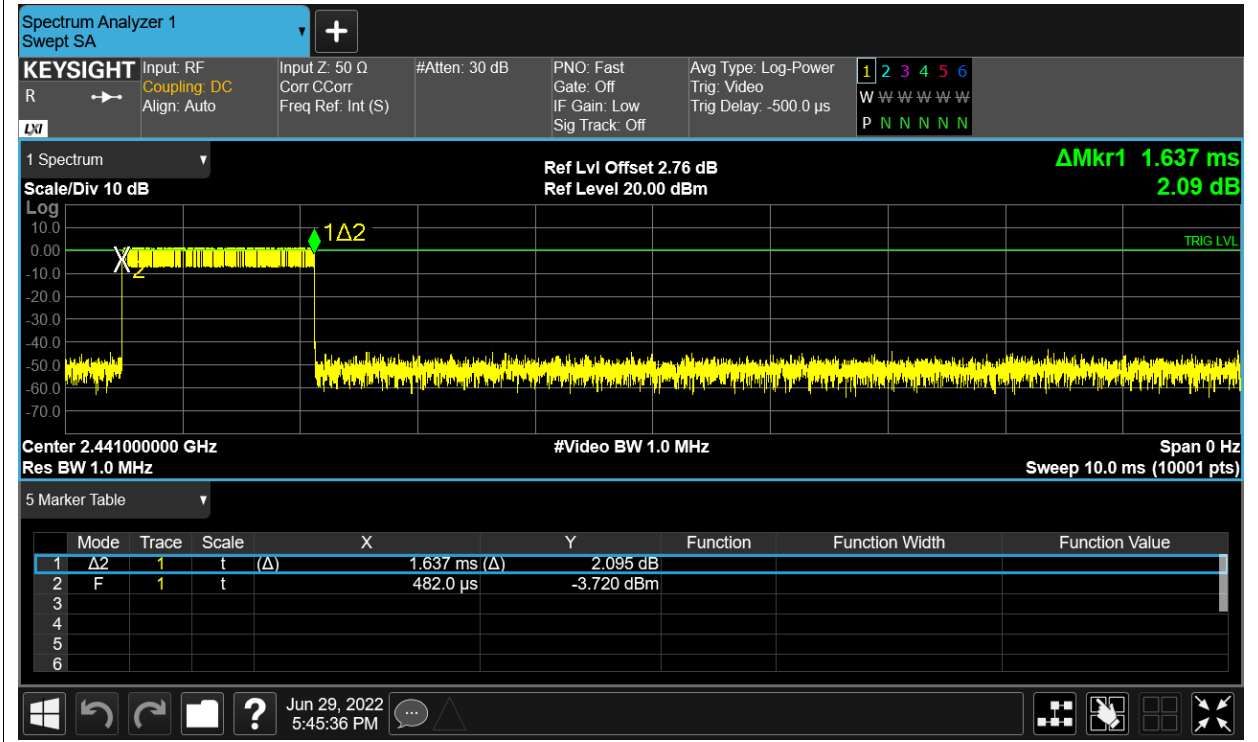 Spectrum Analyzer 1
Swept SA
+
KEYSIGHT Input: RF Input Z: 50 Ω #Atten: 30 dB PNO: Fast Avg Type: Log-Power 1 2 3 4 5 6
R Coupling: DC Corr CCorr Gate: Off Trig: Video W W W W W W
Align: Auto Freq Ref: Int (S) IF Gain: Low Trig Delay: -500.0 µs P N N N N N
LXI Sig Track: Off
1 Spectrum
Ref Lvl Offset 2.76 dB ΔMkr1 1.637 ms
Scale/Div 10 dB Ref Level 20.00 dBm 2.09 dB
Log
10.0
1Δ2
0.00 TRIG LVL
2
-10.0
-20.0
-30.0
-40.0
-50.0
-60.0
-70.0
Center 2.441000000 GHz #Video BW 1.0 MHz Span 0 Hz
Res BW 1.0 MHz Sweep 10.0 ms (10001 pts)
5 Marker Table
Mode Trace Scale X Y Function Function Width Function Value
1 Δ2 1 t (Δ) 1.637 ms (Δ) 2.095 dB
2 F 1 t 482.0 µs -3.720 dBm
3
4
5
6
? Jun 29, 2022
5:45:36 PM